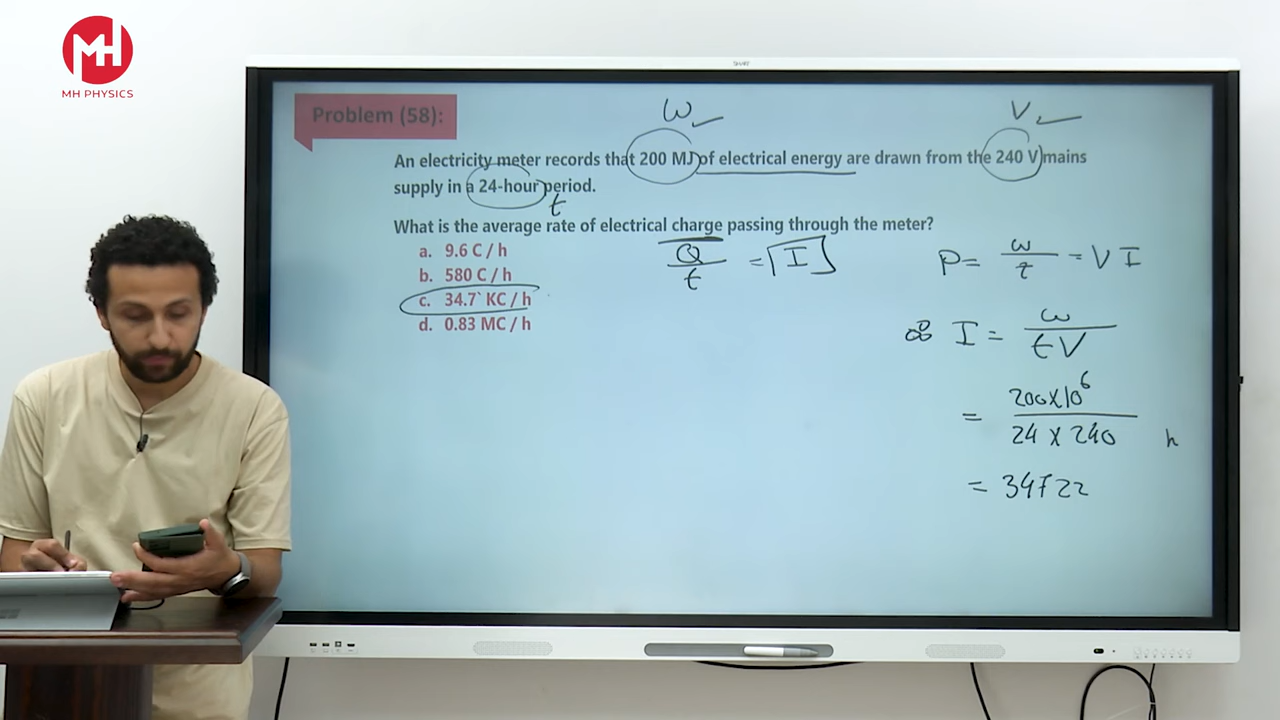 MH
MH PHYSICS
SMART
Problem (58):
W
V
An electricity meter records that 200 MJ of electrical energy are drawn from the 240 V mains
supply in a 24-hour period.
t
What is the average rate of electrical charge passing through the meter?
a. 9.6 C / h
b. 580 C / h
c. 34.7` KC / h
d. 0.83 MC / h
Q/t = I
P = w/t = V I
I = w/tV
= 200x10^6 / 24 x 240
h
= 34722